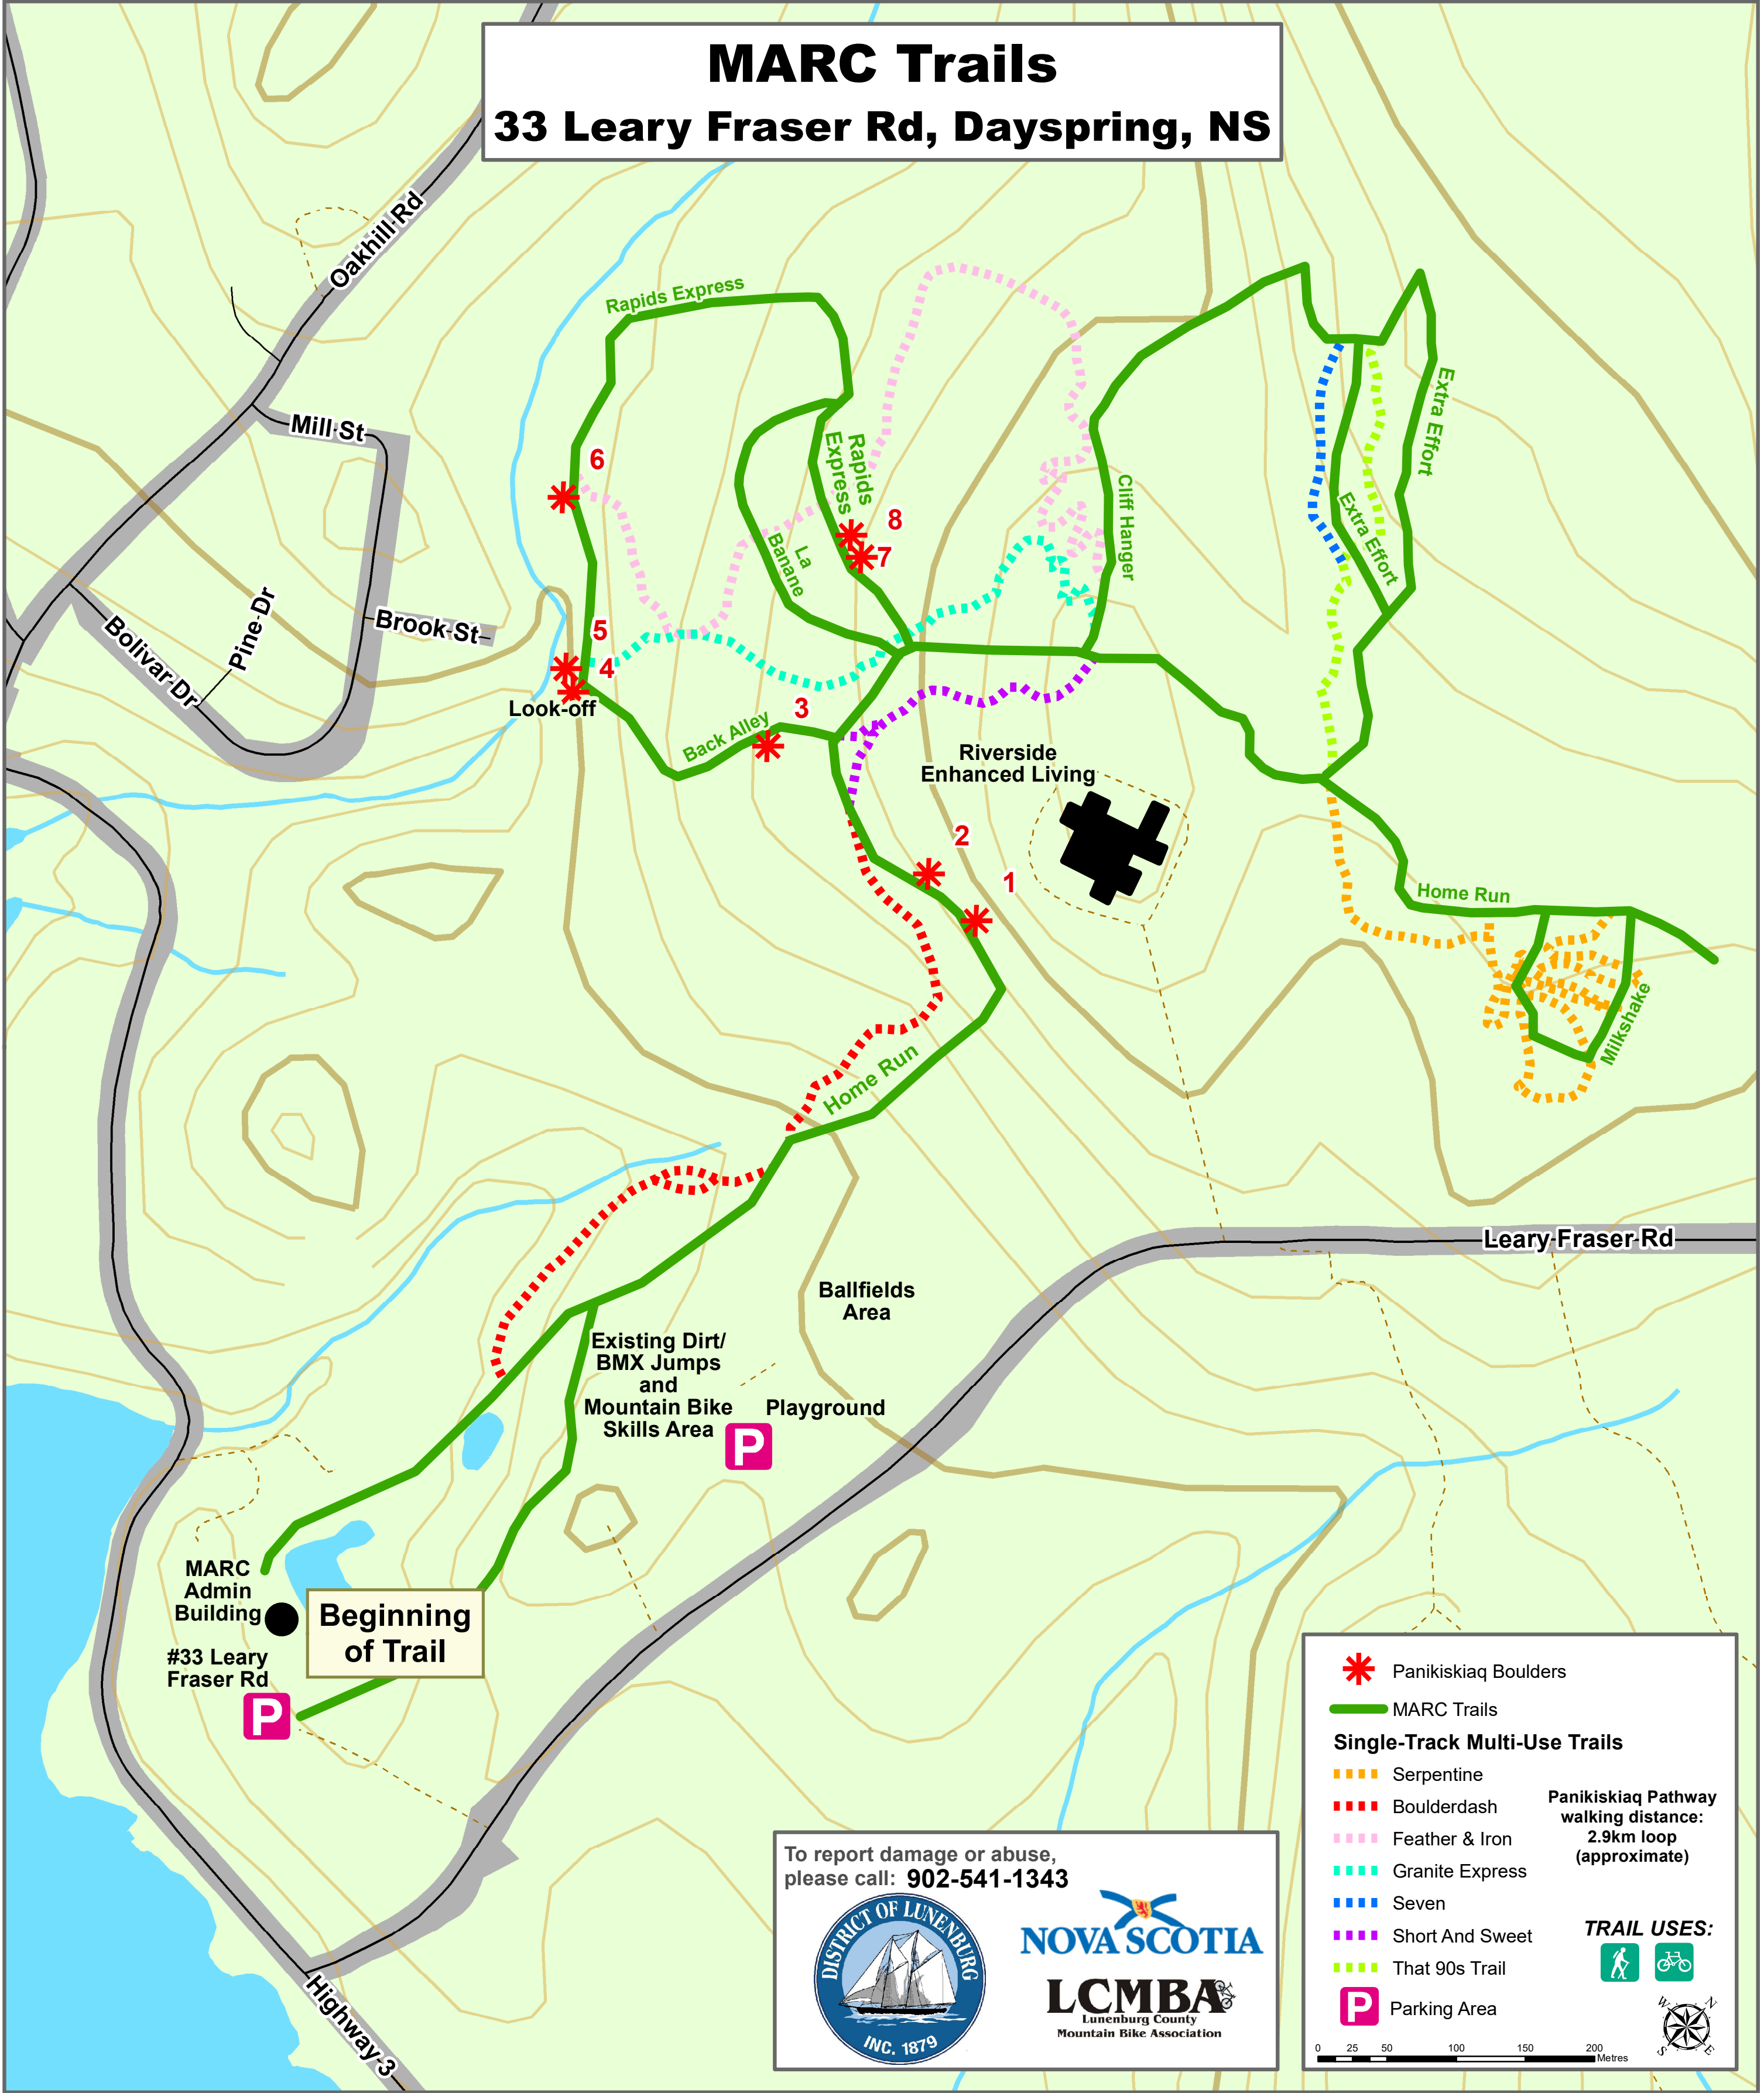 MARC Trails
33 Leary Fraser Rd, Dayspring, NS
Oakhill Rd
Mill St
Brook St
Pine Dr
Bolivar Dr
Rapids Express
Rapids
Express
La
Banane
Cliff Hanger
Extra Effort
Extra Effort
6
8
7
5
4
Look-off
3
Back Alley
Riverside
Enhanced Living
2
1
Home Run
Milkshake
Home Run
Leary Fraser Rd
Ballfields
Area
Existing Dirt/
BMX Jumps
and
Mountain Bike
Skills Area
Playground
P
MARC
Admin
Building
Beginning
of Trail
#33 Leary
Fraser Rd
P
Highway 3
To report damage or abuse,
please call: 902-541-1343
DISTRICT OF LUNENBURG
INC. 1879
NOVA SCOTIA
LCMBA
Lunenburg County
Mountain Bike Association
Panikiskiaq Boulders
MARC Trails
Single-Track Multi-Use Trails
Serpentine
Boulderdash
Feather & Iron
Granite Express
Seven
Short And Sweet
That 90s Trail
P Parking Area
Panikiskiaq Pathway
walking distance:
2.9km loop
(approximate)
TRAIL USES:
W N
S E
0 25 50 100 150 200
Metres